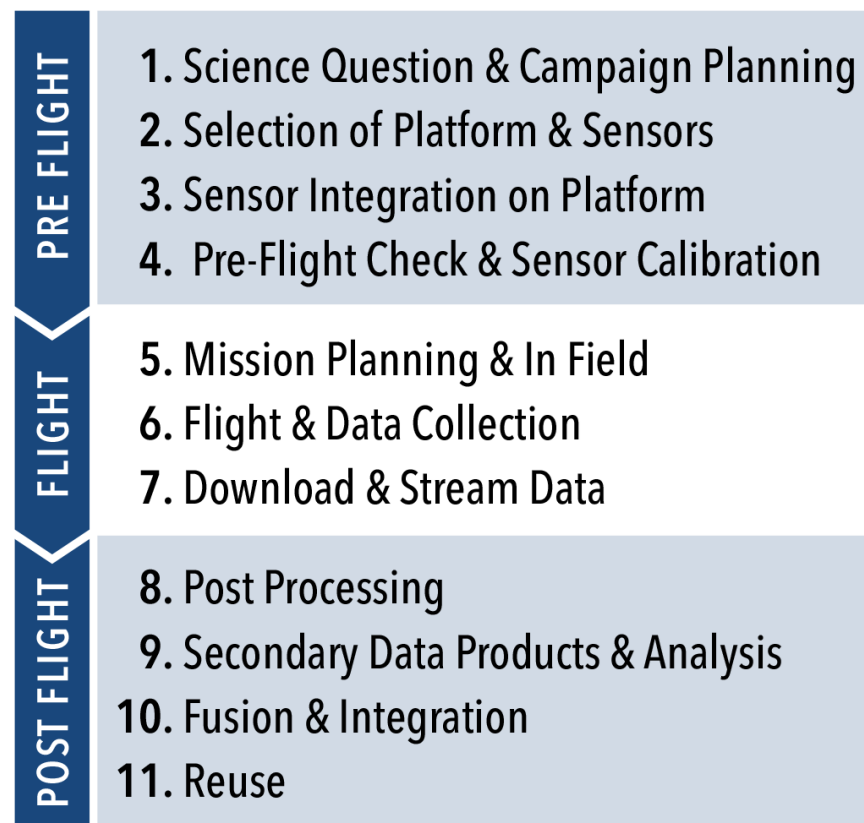 PRE FLIGHT
1. Science Question & Campaign Planning
2. Selection of Platform & Sensors
3. Sensor Integration on Platform
4. Pre-Flight Check & Sensor Calibration
FLIGHT
5. Mission Planning & In Field
6. Flight & Data Collection
7. Download & Stream Data
POST FLIGHT
8. Post Processing
9. Secondary Data Products & Analysis
10. Fusion & Integration
11. Reuse